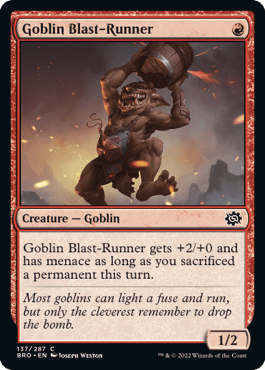 Goblin Blast-Runner
Creature — Goblin
Goblin Blast-Runner gets +2/+0 and
has menace as long as you sacrificed
a permanent this turn.
Most goblins can light a fuse and run,
but only the cleverest remember to drop
the bomb.
1/2
137/287 C
BRO • EN Joseph Weston
™ & © 2022 Wizards of the Coast